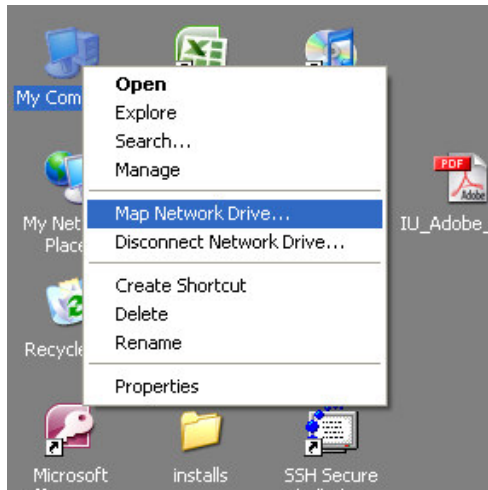 My Com
Open
Explore
Search...
Manage
Map Network Drive...
Disconnect Network Drive...
Create Shortcut
Delete
Rename
Properties
My Net
Place
Recycle
PDF
Adobe
IU_Adobe_
Microsoft
installs
SSH Secure